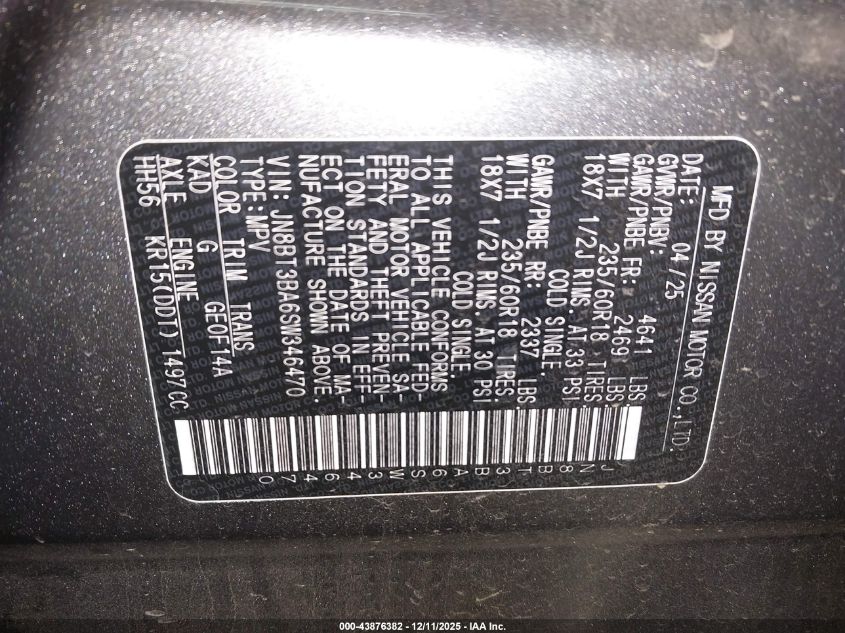 MFD BY NISSAN MOTOR CO.,LTD.
DATE: 04/25
GVWR/PNBV: 4641 LBS
GAWR/PNBE FR: 2469 LBS
WITH 235/60R18 TIRES
18X7 1/2J RIMS. AT 33 PSI
COLD SINGLE
GAWR/PNBE RR: 2337 LBS
WITH 235/60R18 TIRES
18X7 1/2J RIMS. AT 30 PSI
COLD SINGLE.
THIS VEHICLE CONFORMS
TO ALL APPLICABLE FED-
ERAL MOTOR VEHICLE SA-
FETY AND THEFT PREVEN-
TION STANDARDS IN EFF-
ECT ON THE DATE OF MA-
NUFACTURE SHOWN ABOVE.
VIN: JN8BT3BA6SW346470
TYPE: MPV
COLOR TRIM TRANS
KAD G GE0F14A
AXLE ENGINE
HH56 KR15(DDT) 1497CC
JN8BT3BA6SW346470
000-43876382 - 12/11/2025 - IAA Inc.